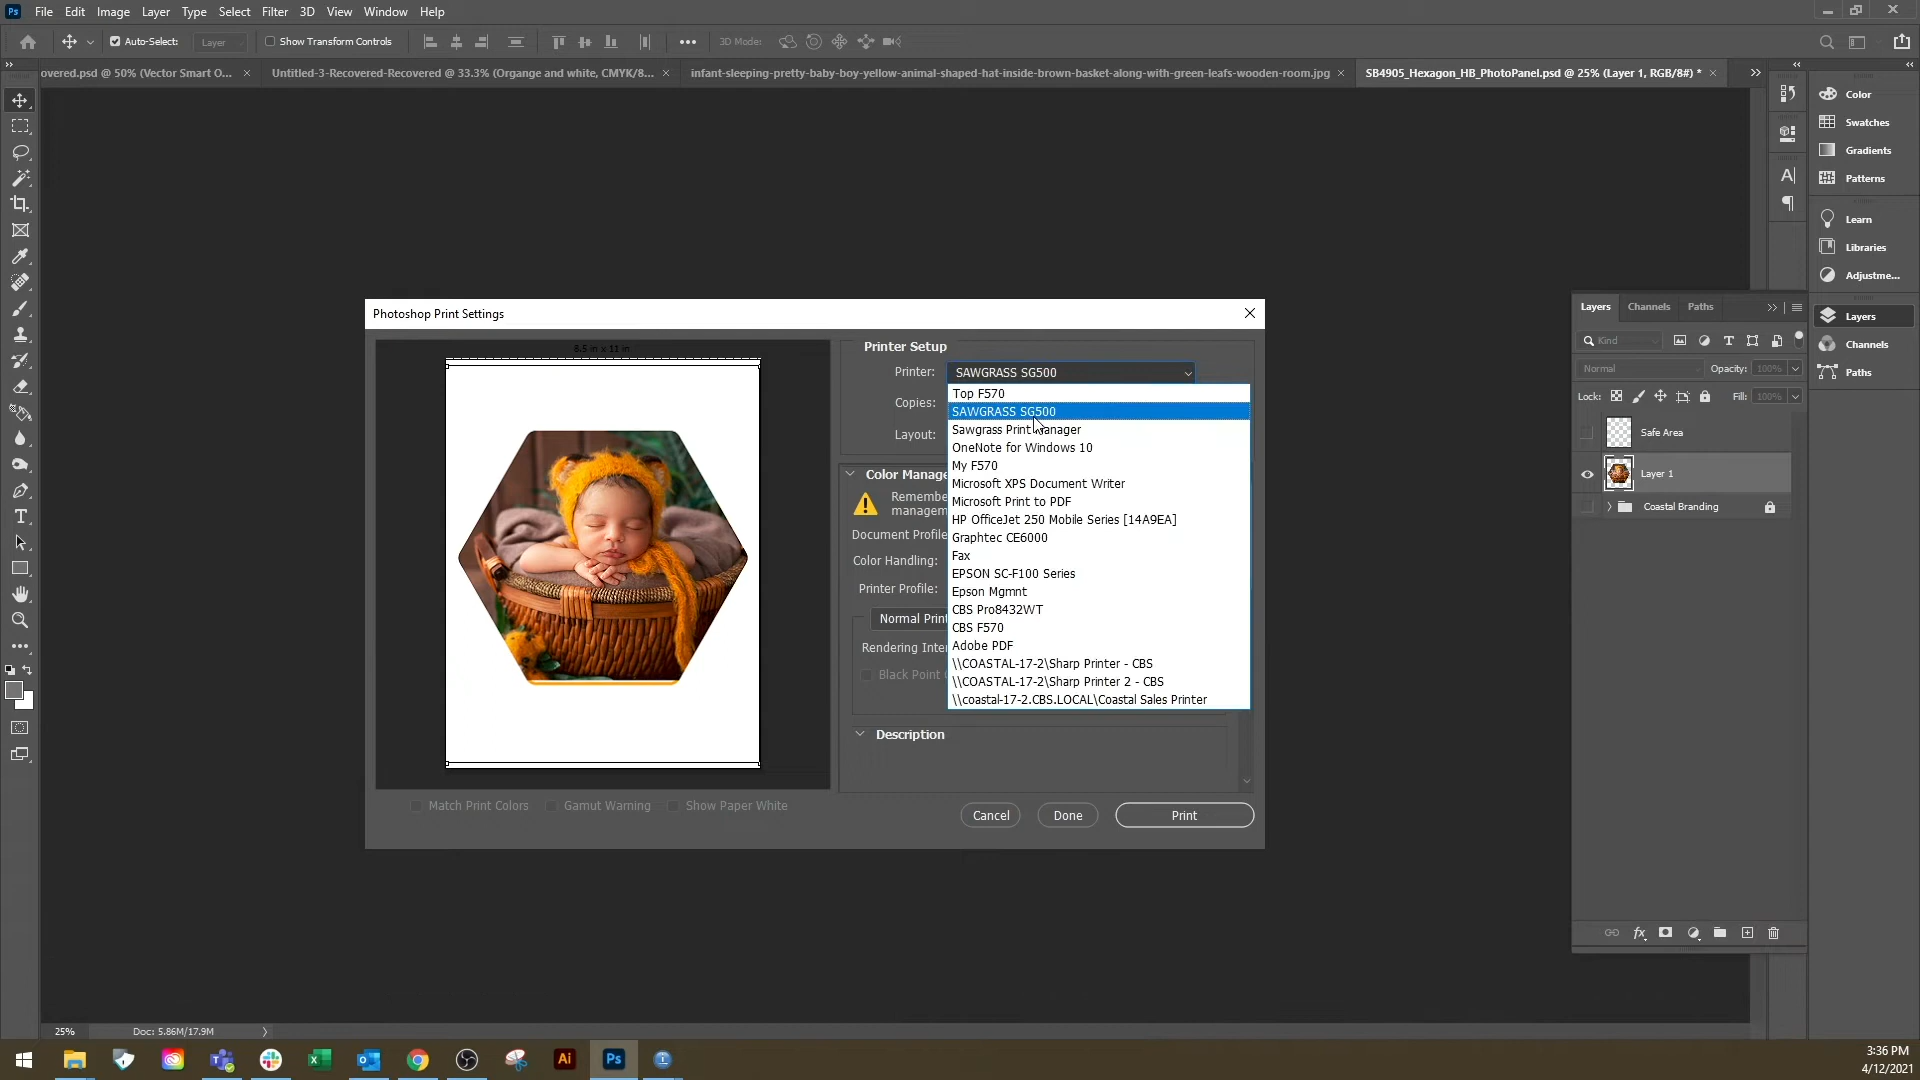 Ps File Edit Image Layer Type Select Filter 3D View Window Help
Auto-Select: Layer Show Transform Controls 3D Mode:
overed.psd @ 50% (Vector Smart O... Untitled-3-Recovered-Recovered @ 33.3% (Organge and white, CMYK/8... infant-sleeping-pretty-baby-boy-yellow-animal-shaped-hat-inside-brown-basket-along-with-green-leafs-wooden-room.jpg SB4905_Hexagon_HB_PhotoPanel.psd @ 25% (Layer 1, RGB/8#) *
Color
Swatches
Gradients
Patterns
Learn
Libraries
Adjustme...
Layers
Channels
Paths
Photoshop Print Settings
8.5 in x 11 in
Printer Setup
Printer: SAWGRASS SG500
Copies:
Layout:
Top F570
SAWGRASS SG500
Sawgrass Print Manager
OneNote for Windows 10
My F570
Microsoft XPS Document Writer
Microsoft Print to PDF
HP OfficeJet 250 Mobile Series [14A9EA]
Graphtec CE6000
Fax
EPSON SC-F100 Series
Epson Mgmnt
CBS Pro8432WT
CBS F570
Adobe PDF
\\COASTAL-17-2\Sharp Printer - CBS
\\COASTAL-17-2\Sharp Printer 2 - CBS
\\coastal-17-2.CBS.LOCAL\Coastal Sales Printer
Color Manage
Remembe
managem
Document Profile
Color Handling:
Printer Profile:
Normal Print
Rendering Inter
Black Point C
Description
Match Print Colors Gamut Warning Show Paper White
Cancel Done Print
Layers Channels Paths
Kind
Normal Opacity: 100%
Lock: Fill: 100%
Safe Area
Layer 1
Coastal Branding
25% Doc: 5.86M/17.9M
Ai Ps
3:36 PM
4/12/2021